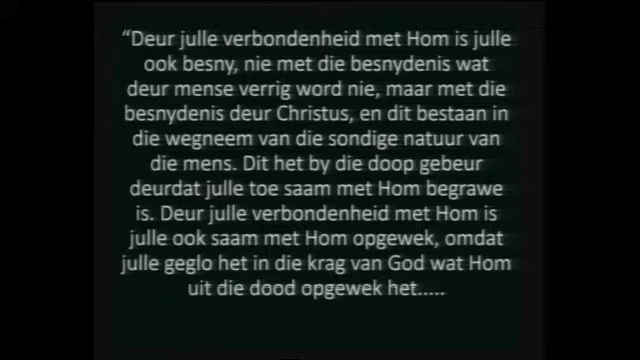 “Deur julle verbondenheid met Hom is julle
ook besny, nie met die besnydenis wat
deur mense verrig word nie, maar met die
besnydenis deur Christus, en dit bestaan in
die wegneem van die sondige natuur van
die mens. Dit het by die doop gebeur
deurdat julle toe saam met Hom begrawe
is. Deur julle verbondenheid met Hom is
julle ook saam met Hom opgewek, omdat
julle geglo het in die krag van God wat Hom
uit die dood opgewek het.....